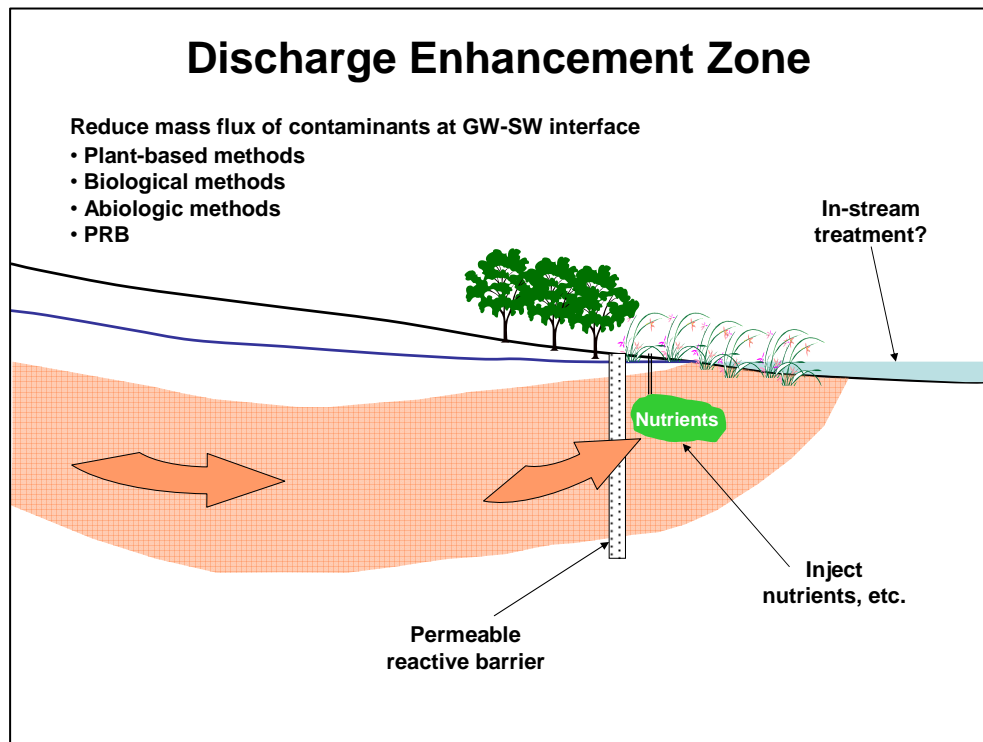 Discharge Enhancement Zone
Reduce mass flux of contaminants at GW-SW interface
• Plant-based methods
• Biological methods
• Abiologic methods
• PRB
In-stream
treatment?
Nutrients
Inject
nutrients, etc.
Permeable
reactive barrier